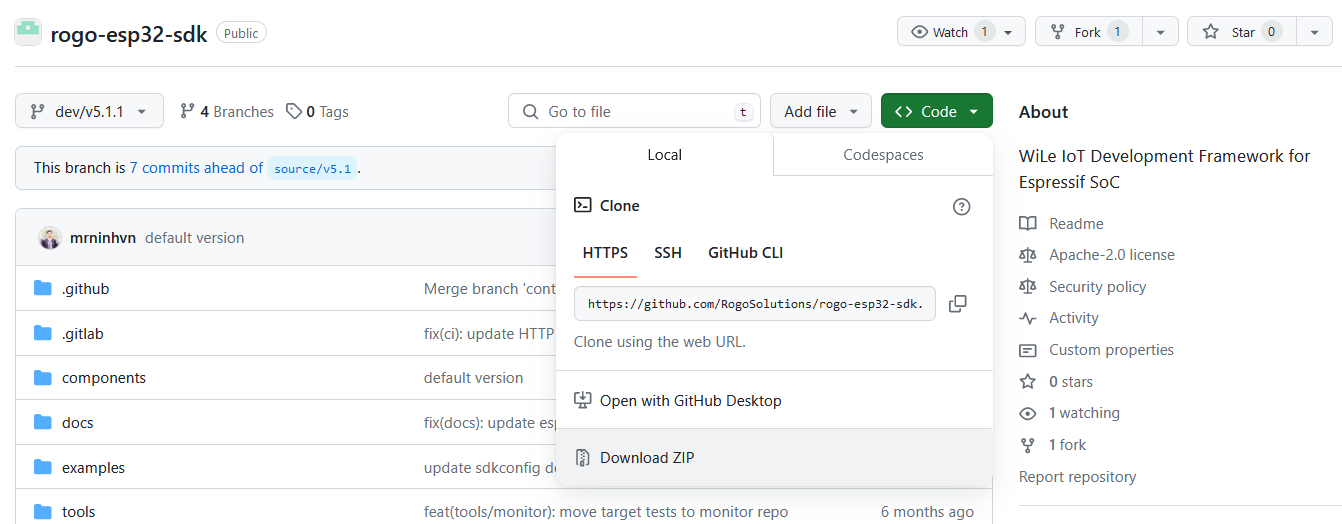 rogo-esp32-sdk Public
Watch 1 Fork 1 Star 0
dev/v5.1.1 4 Branches 0 Tags Go to file t Add file Code
This branch is 7 commits ahead of source/v5.1.
mrninhvn default version
.github Merge branch 'cont
.gitlab fix(ci): update HTTP
components default version
docs fix(docs): update esp
examples update sdkconfig de
tools feat(tools/monitor): move target tests to monitor repo 6 months ago
Local Codespaces
Clone
HTTPS SSH GitHub CLI
https://github.com/RogoSolutions/rogo-esp32-sdk.
Clone using the web URL.
Open with GitHub Desktop
Download ZIP
About
WiLe IoT Development Framework for
Espressif SoC
Readme
Apache-2.0 license
Security policy
Activity
Custom properties
0 stars
1 watching
1 fork
Report repository